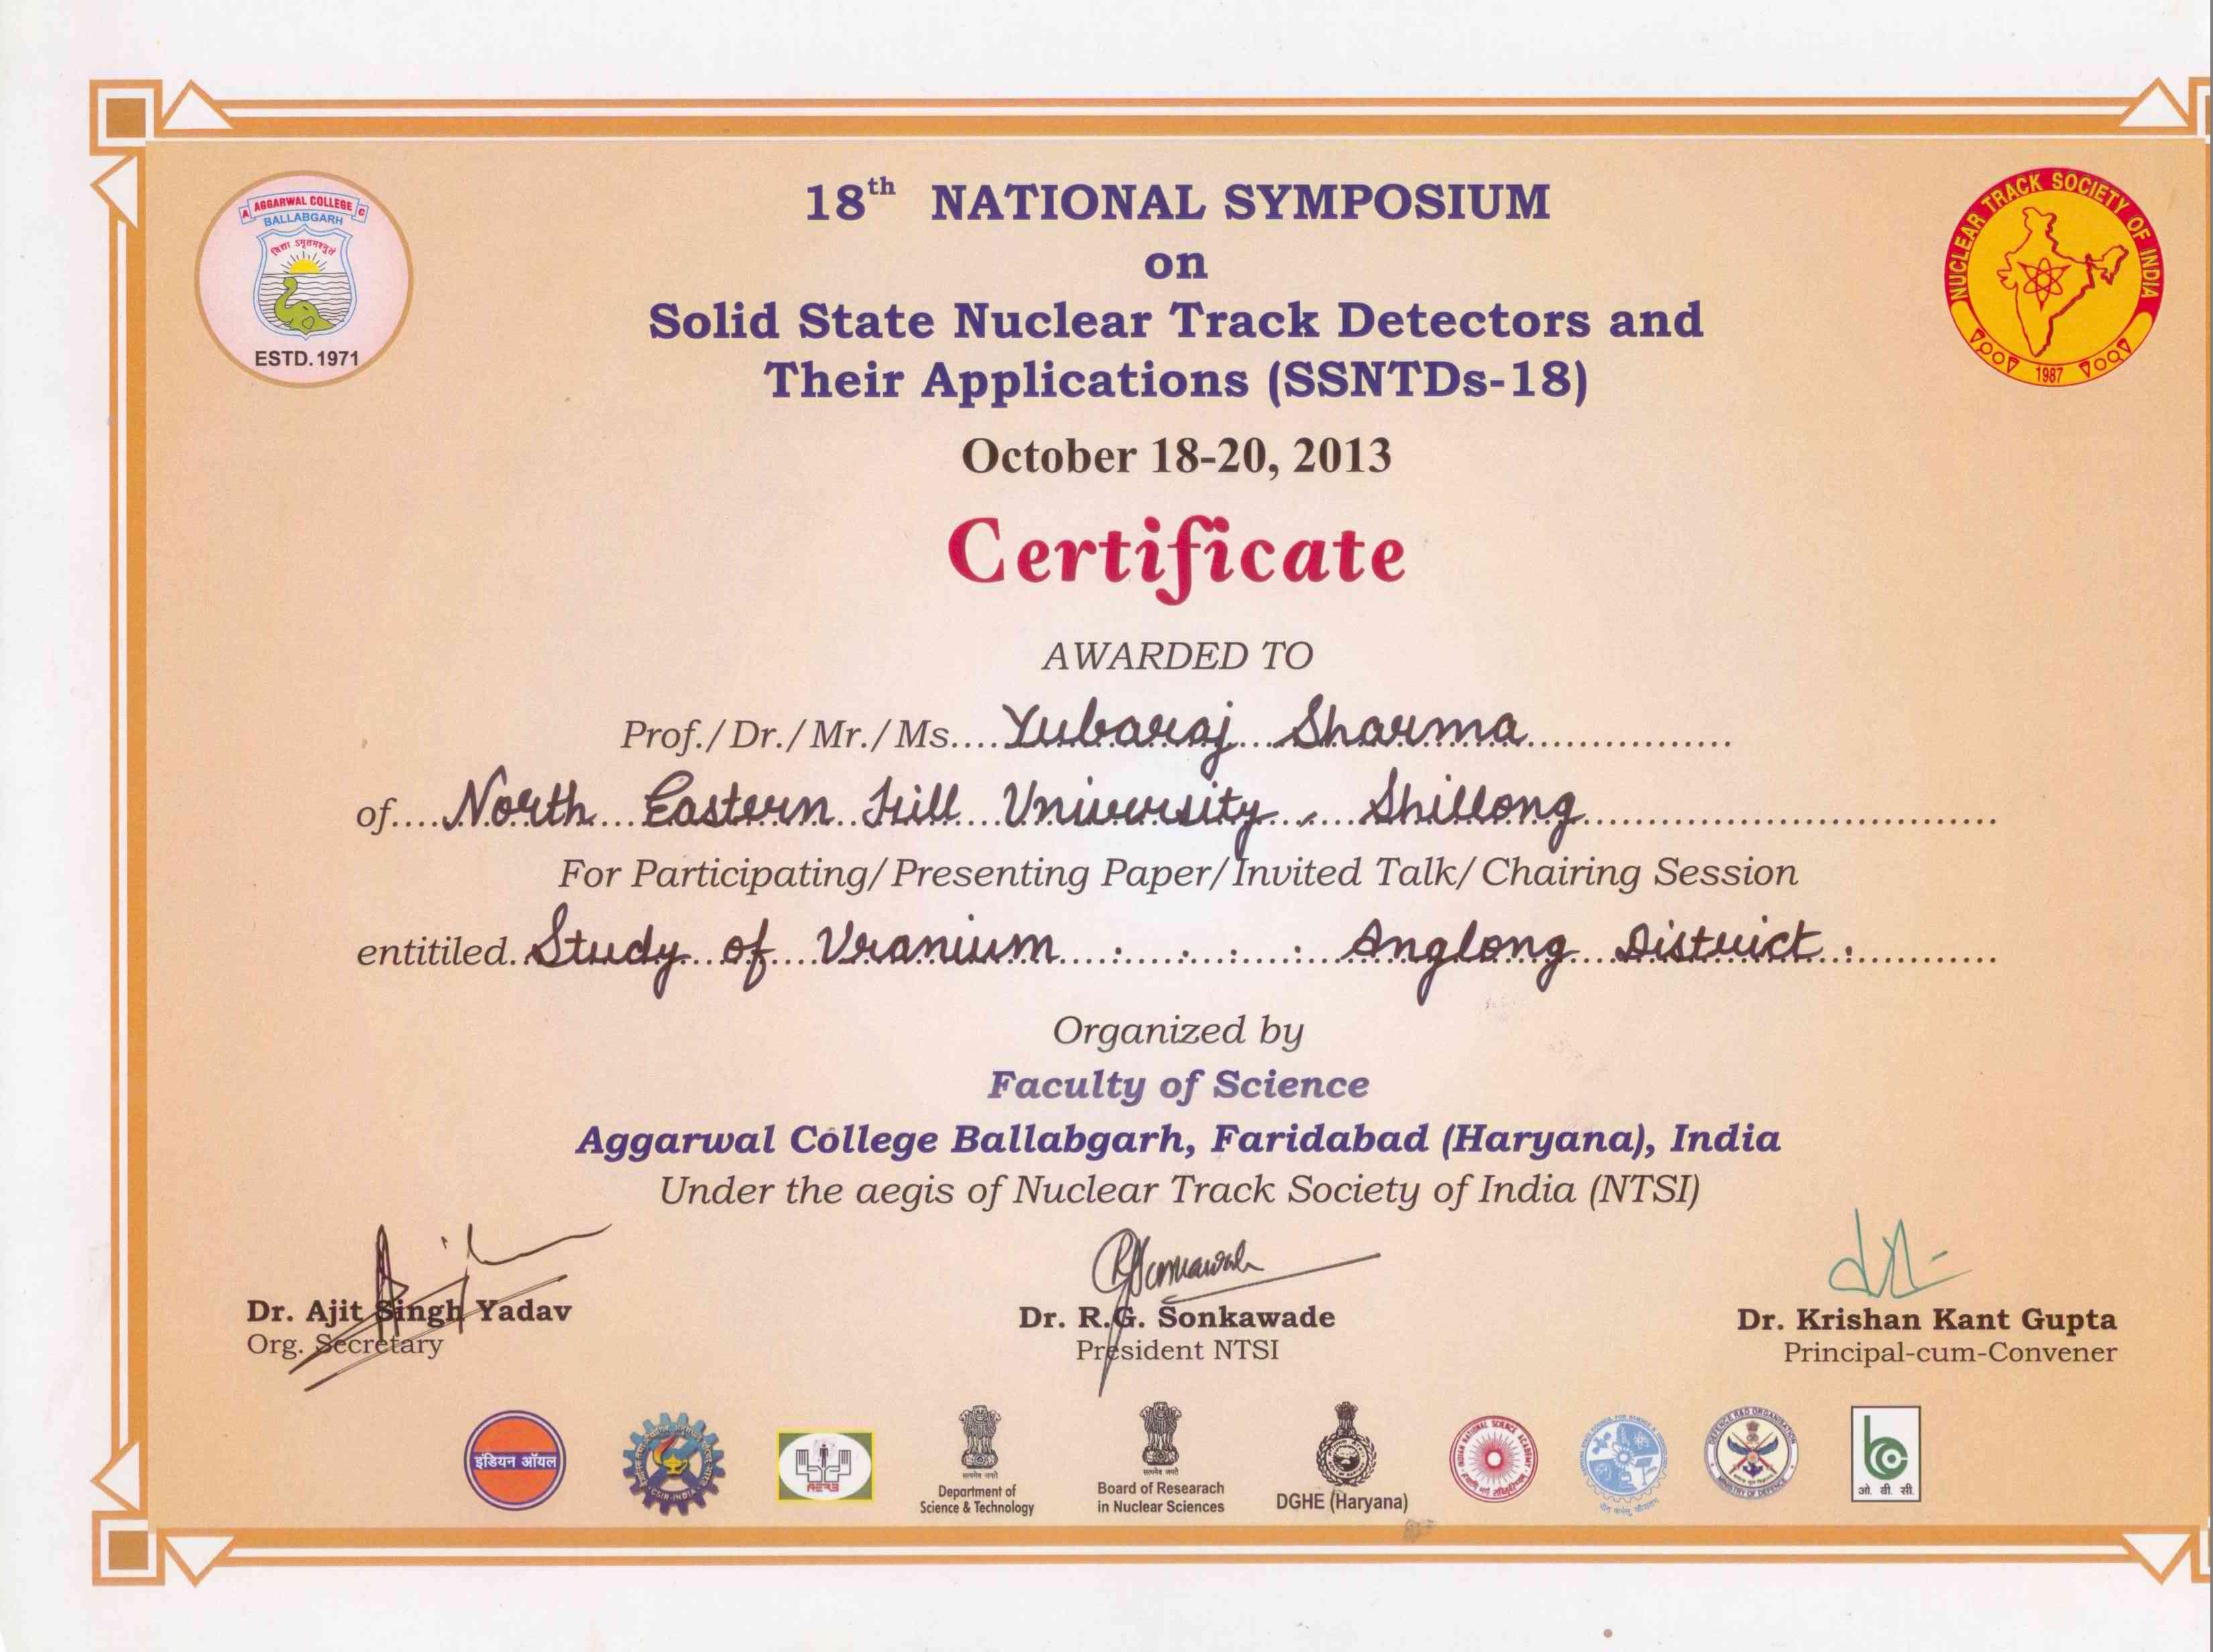 AGGARWAL COLLEGE
A C
BALLABGARH
विद्या ऽमृतमश्नुते
ESTD. 1971
NUCLEAR TRACK SOCIETY OF INDIA
1987
18th NATIONAL SYMPOSIUM
on
Solid State Nuclear Track Detectors and
Their Applications (SSNTDs-18)
October 18-20, 2013
Certificate
AWARDED TO
Prof./Dr./Mr./Ms.... Yubaraj Sharma
of.... North Eastern Hill University, Shillong
For Participating/Presenting Paper/Invited Talk/Chairing Session
entitiled. Study of Uranium ........ Anglong District.
Organized by
Faculty of Science
Aggarwal College Ballabgarh, Faridabad (Haryana), India
Under the aegis of Nuclear Track Society of India (NTSI)
Dr. Ajit Singh Yadav
Org. Secretary
Dr. R.G. Sonkawade
President NTSI
Dr. Krishan Kant Gupta
Principal-cum-Convener
इंडियन ऑयल
CSIR-INDIA
AERB
सत्यमेव जयते
Department of
Science & Technology
सत्यमेव जयते
Board of Researach
in Nuclear Sciences
DGHE (Haryana)
INDIAN NATIONAL SCIENCE ACADEMY
DEFENCE R&D ORGANISATION
MINISTRY OF DEFENCE
ओ. बी. सी.